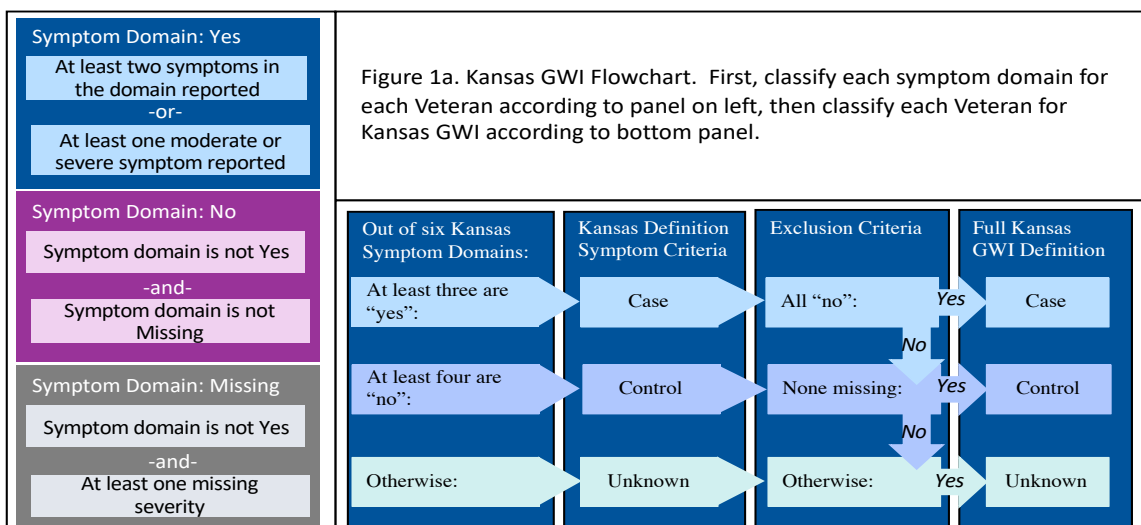 Symptom Domain: Yes
At least two symptoms in
the domain reported
-or-
At least one moderate or
severe symptom reported
Symptom Domain: No
Symptom domain is not Yes
-and-
Symptom domain is not
Missing
Symptom Domain: Missing
Symptom domain is not Yes
-and-
At least one missing
severity
Figure 1a. Kansas GWI Flowchart.  First, classify each symptom domain for
each Veteran according to panel on left, then classify each Veteran for
Kansas GWI according to bottom panel.
Out of six Kansas
Symptom Domains:
Kansas Definition
Symptom Criteria
Exclusion Criteria
Full Kansas
GWI Definition
At least three are
“yes”:
Case
All “no”:
Yes
Case
No
At least four are
“no”:
Control
None missing:
Yes
Control
No
Otherwise:
Unknown
Otherwise:
Yes
Unknown